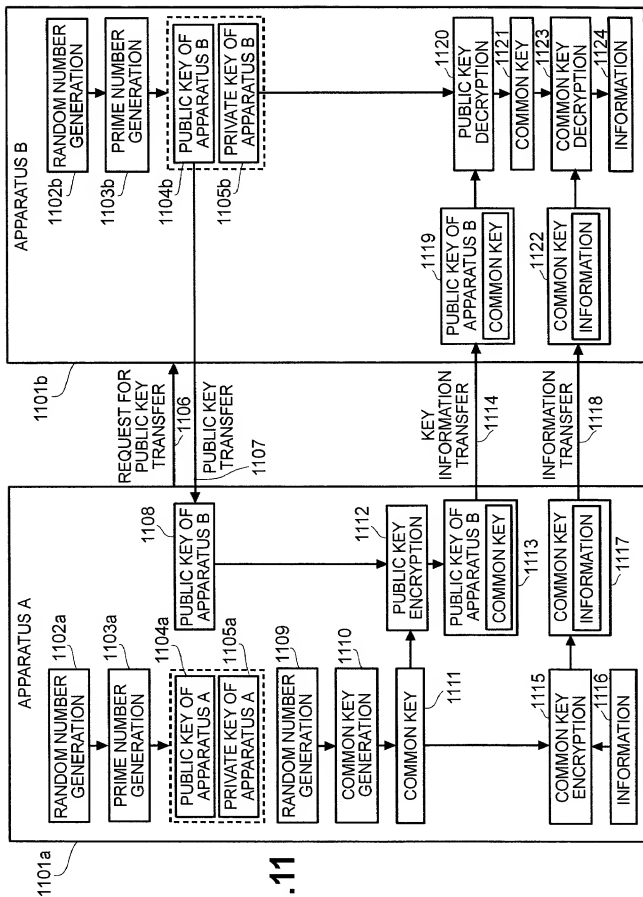 .11
APPARATUS A
1101a
1102a
RANDOM NUMBER
GENERATION
1103a
PRIME NUMBER
GENERATION
1104a
PUBLIC KEY OF
APPARATUS A
1105a
PRIVATE KEY OF
APPARATUS A
1109
RANDOM NUMBER
GENERATION
1110
COMMON KEY
GENERATION
1111
COMMON KEY
1115
COMMON KEY
ENCRYPTION
1116
INFORMATION
1108
PUBLIC KEY OF
APPARATUS B
1112
PUBLIC KEY
ENCRYPTION
PUBLIC KEY OF
APPARATUS B
COMMON KEY
1113
COMMON KEY
INFORMATION
1117
REQUEST FOR
PUBLIC KEY
TRANSFER
1106
PUBLIC KEY
TRANSFER
1107
KEY
INFORMATION
TRANSFER
1114
INFORMATION
TRANSFER
1118
APPARATUS B
1101b
RANDOM NUMBER
GENERATION
1102b
PRIME NUMBER
GENERATION
1103b
PUBLIC KEY OF
APPARATUS B
1104b
PRIVATE KEY OF
APPARATUS B
1105b
1119
PUBLIC KEY OF
APPARATUS B
COMMON KEY
1122
COMMON KEY
INFORMATION
1120
PUBLIC KEY
DECRYPTION
1121
COMMON KEY
1123
COMMON KEY
DECRYPTION
1124
INFORMATION